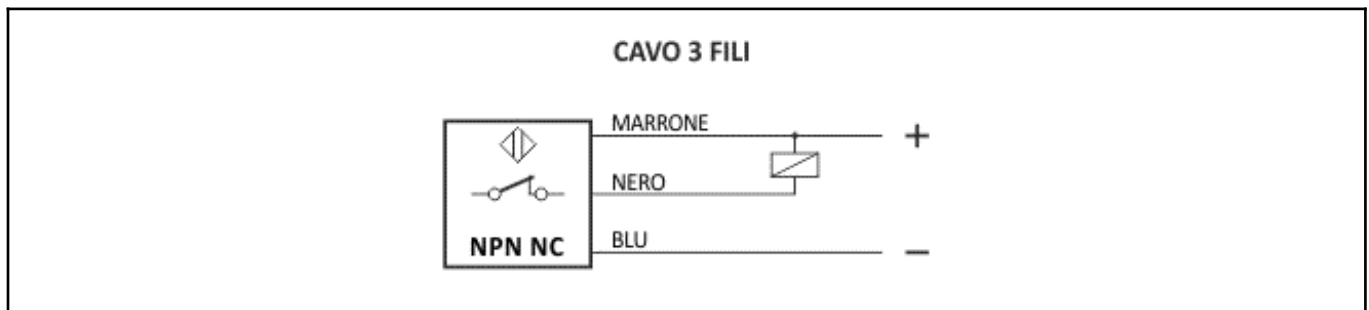 CAVO 3 FILI
MARRONE
+
NERO
NPN NC
BLU
−